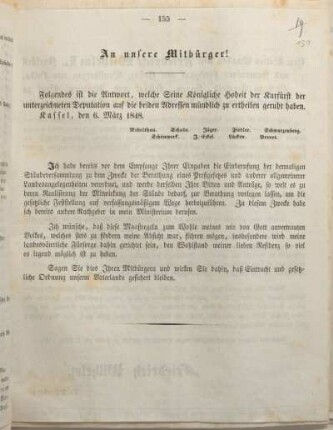 — 155 —
An unsere Mitbürger!
Folgendes ist die Antwort, welche Seine Königliche Hoheit der Kurfürst der
unterzeichneten Deputation auf die beiden Adressen mündlich zu ertheilen geruht haben.
Kassel, den 6. März 1848.
Nebelthau. Schulz. Jäger. Schwarzenberg.
Ich habe bereits vor dem Empfange Ihrer Eingaben die Einberufung der dermaligen
Ständeversammlung zu dem Zwecke der Berathung eines Preßgesetzes und anderer allgemeiner
Landesangelegenheiten verordnet, und werde derselben Ihre Bitten und Anträge, so weit es
zu deren Realisirung der Mitwirkung der Stände bedarf, zur Berathung vorlegen lassen, um die
gesetzliche Feststellung auf verfassungsmäßigem Wege herbeizuführen. Zu diesem Zwecke habe
ich bereits andere Rathgeber in mein Ministerium berufen.
Ich wünsche, daß diese Maaßregeln zum Wohle meines mir von Gott anvertrauten
Volkes, welches stets zu fördern meine Absicht war, führen mögen, insbesondere wird meine
landesväterliche Fürsorge dahin gerichtet sein, den Wohlstand meiner lieben Residenz so viel
es irgend möglich ist zu heben.
Sagen Sie dies Ihren Mitbürgern und wirken Sie dahin, daß Eintracht und gesetz-
liche Ordnung unserm Vaterlande gesichert bleiben.